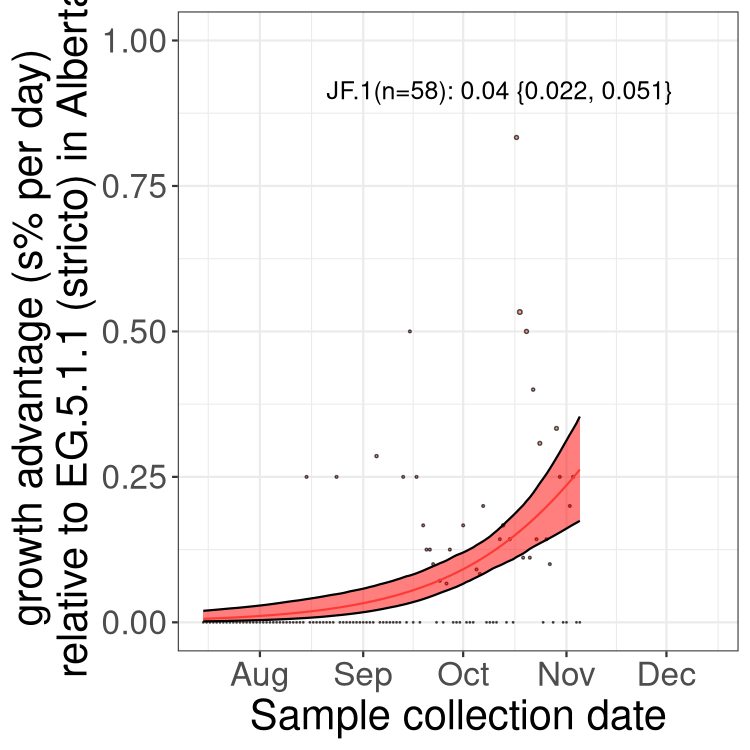 growth advantage (s% per day)
relative to EG.5.1.1 (stricto) in Alberta
1.00
0.75
0.50
0.25
0.00
JF.1(n=58): 0.04 {0.022, 0.051}
Aug Sep Oct Nov Dec
Sample collection date